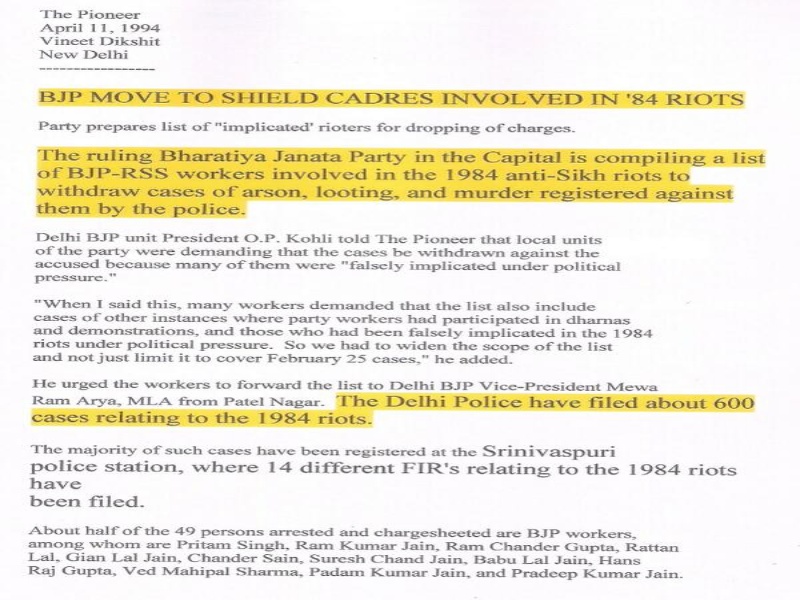 The Pioneer
April 11, 1994
Vineet Dikshit
New Delhi
-----------------
BJP MOVE TO SHIELD CADRES INVOLVED IN '84 RIOTS
Party prepares list of "implicated' rioters for dropping of charges.
The ruling Bharatiya Janata Party in the Capital is compiling a list
of BJP-RSS workers involved in the 1984 anti-Sikh riots to
withdraw cases of arson, looting, and murder registered against
them by the police.
Delhi BJP unit President O.P. Kohli told The Pioneer that local units
of the party were demanding that the cases be withdrawn against the
accused because many of them were "falsely implicated under political
pressure."
"When I said this, many workers demanded that the list also include
cases of other instances where party workers had participated in dharnas
and demonstrations, and those who had been falsely implicated in the 1984
riots under political pressure. So we had to widen the scope of the list
and not just limit it to cover February 25 cases," he added.
He urged the workers to forward the list to Delhi BJP Vice-President Mewa
Ram Arya, MLA from Patel Nagar. The Delhi Police have filed about 600
cases relating to the 1984 riots.
The majority of such cases have been registered at the Srinivaspuri
police station, where 14 different FIR's relating to the 1984 riots
have
been filed.
About half of the 49 persons arrested and chargesheeted are BJP workers,
among whom are Pritam Singh, Ram Kumar Jain, Ram Chander Gupta, Rattan
Lal, Gian Lal Jain, Chander Sain, Suresh Chand Jain, Babu Lal Jain, Hans
Raj Gupta, Ved Mahipal Sharma, Padam Kumar Jain, and Pradeep Kumar Jain.